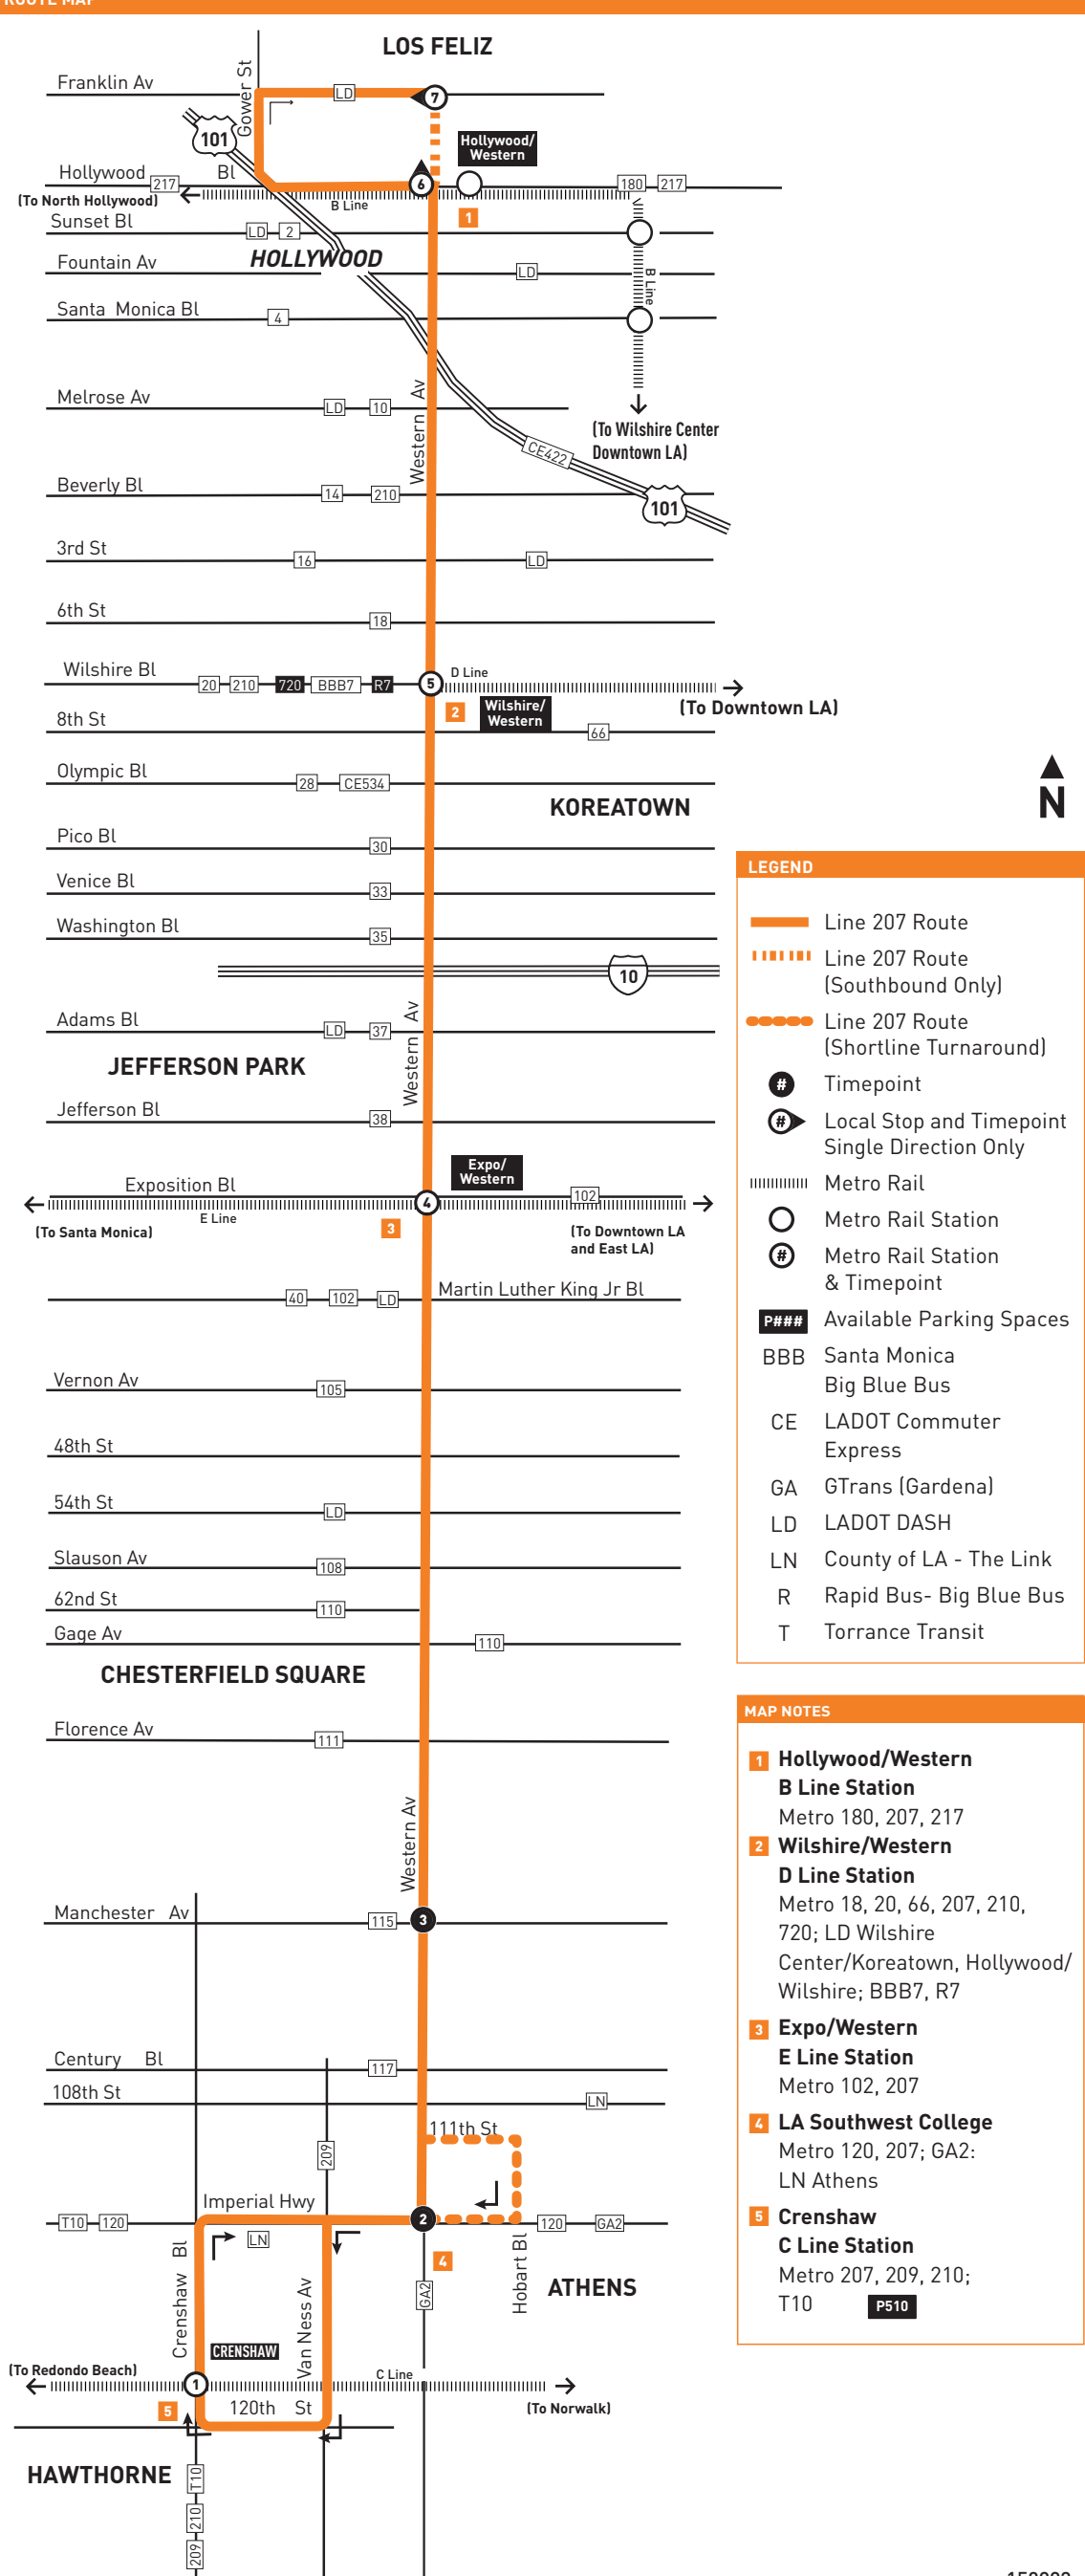 ROUTE MAP
LOS FELIZ
Franklin Av
Gower St
LD
7
101
Hollywood/
Western
Hollywood Bl
217
6
180
217
(To North Hollywood)
B Line
1
Sunset Bl
LD
2
HOLLYWOOD
Fountain Av
LD
B Line
Santa Monica Bl
4
Western Av
Melrose Av
LD
10
(To Wilshire Center
Downtown LA)
CE422
Beverly Bl
14
210
101
3rd St
16
LD
6th St
18
Wilshire Bl
20
210
720
BBB7
R7
5
D Line
2
Wilshire/
Western
(To Downtown LA)
8th St
66
Olympic Bl
28
CE534
KOREATOWN
N
Pico Bl
30
Venice Bl
33
Washington Bl
35
10
Western Av
Adams Bl
LD
37
JEFFERSON PARK
Jefferson Bl
38
Expo/
Western
Exposition Bl
4
102
E Line
3
(To Santa Monica)
(To Downtown LA
and East LA)
Martin Luther King Jr Bl
40
102
LD
Vernon Av
105
48th St
54th St
LD
Slauson Av
108
62nd St
110
Gage Av
110
CHESTERFIELD SQUARE
Florence Av
111
Western Av
Manchester Av
115
3
Century Bl
117
108th St
LN
111th St
209
Imperial Hwy
T10
120
2
120
GA2
LN
4
Crenshaw Bl
Van Ness Av
GA2
Hobart Bl
ATHENS
CRENSHAW
(To Redondo Beach)
1
C Line
(To Norwalk)
5
120th St
HAWTHORNE
T10
210
209
LEGEND
Line 207 Route
Line 207 Route
(Southbound Only)
Line 207 Route
(Shortline Turnaround)
# Timepoint
# Local Stop and Timepoint
Single Direction Only
Metro Rail
Metro Rail Station
# Metro Rail Station
& Timepoint
P### Available Parking Spaces
BBB Santa Monica
Big Blue Bus
CE LADOT Commuter
Express
GA GTrans (Gardena)
LD LADOT DASH
LN County of LA - The Link
R Rapid Bus- Big Blue Bus
T Torrance Transit
MAP NOTES
1 Hollywood/Western
B Line Station
Metro 180, 207, 217
2 Wilshire/Western
D Line Station
Metro 18, 20, 66, 207, 210,
720; LD Wilshire
Center/Koreatown, Hollywood/
Wilshire; BBB7, R7
3 Expo/Western
E Line Station
Metro 102, 207
4 LA Southwest College
Metro 120, 207; GA2:
LN Athens
5 Crenshaw
C Line Station
Metro 207, 209, 210;
T10 P510